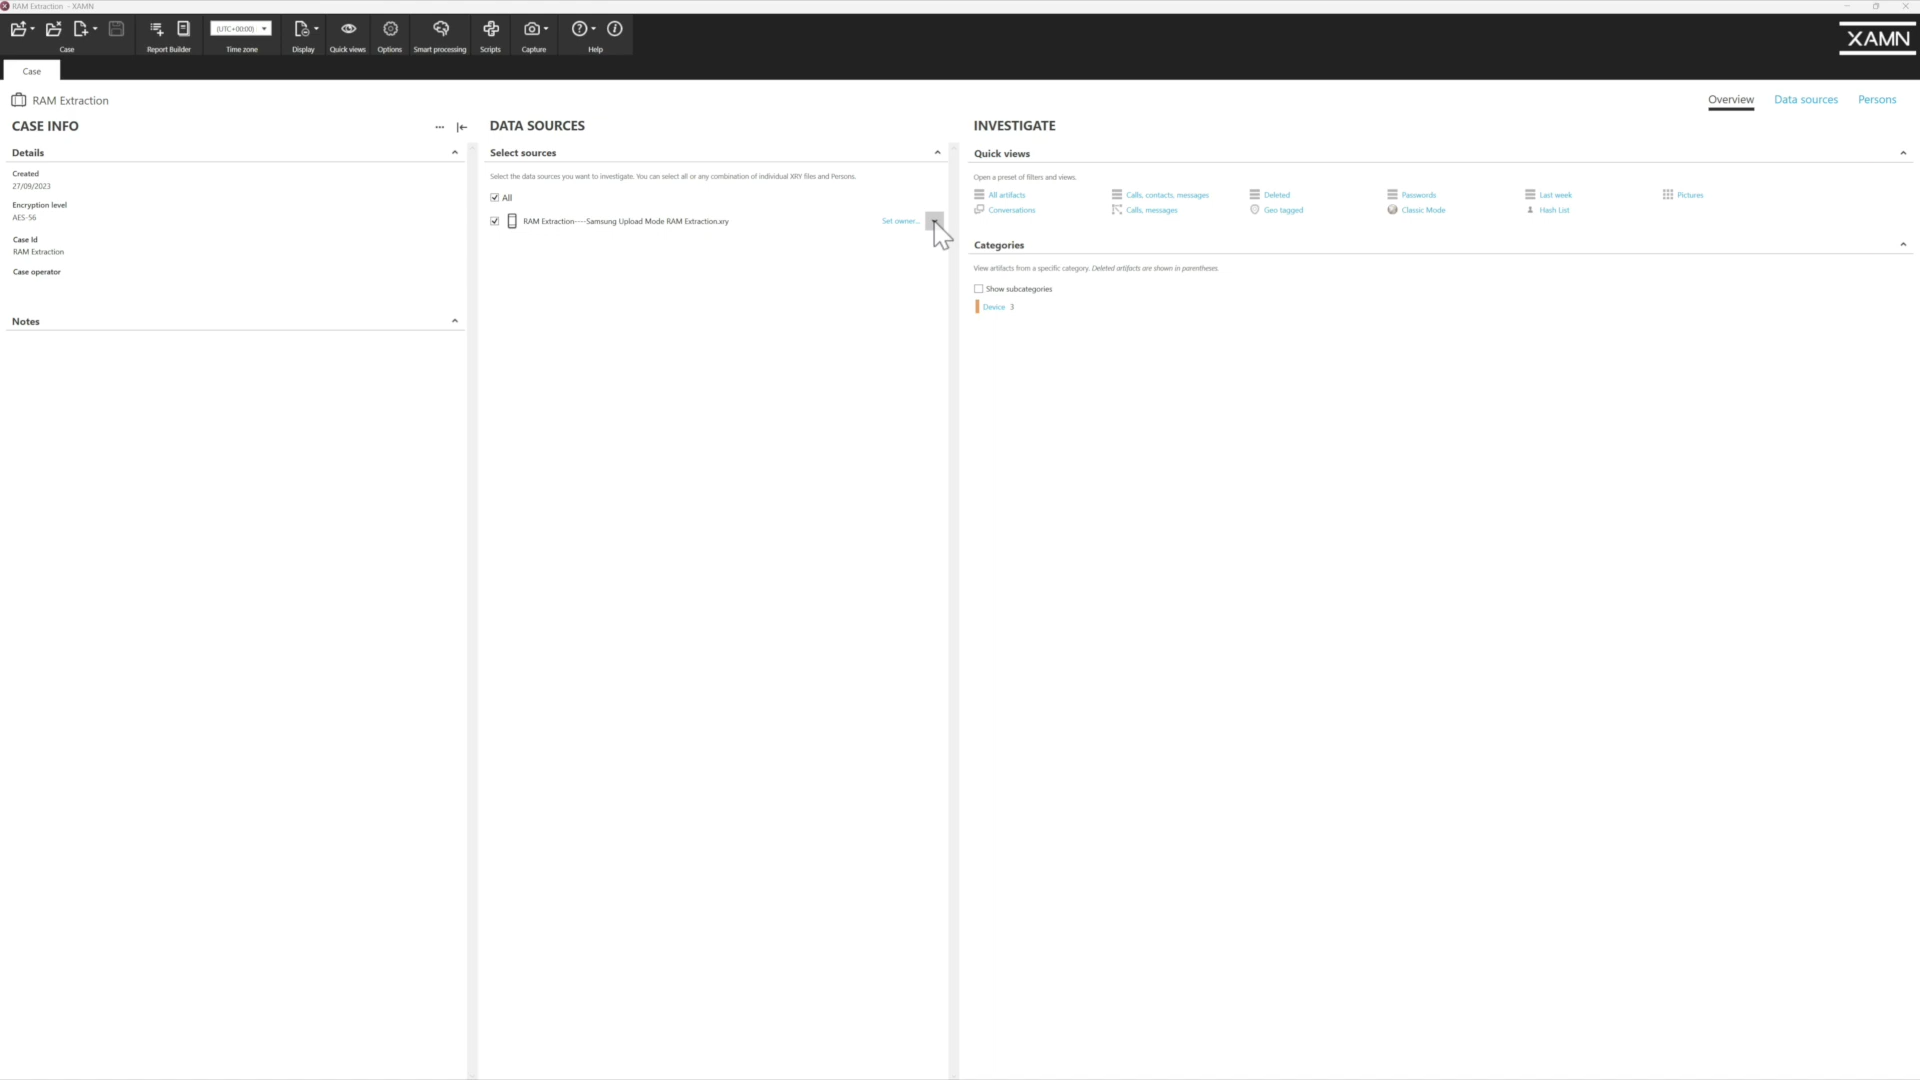 RAM Extraction - XAMN
(UTC+00:00)
Case
Report Builder
Time zone
Display
Quick views
Options
Smart processing
Scripts
Capture
Help
XAMN
Case
RAM Extraction
Overview
Data sources
Persons
CASE INFO
Details
Created
27/09/2023
Encryption level
AES-56
Case Id
RAM Extraction
Case operator
Notes
DATA SOURCES
Select sources
Select the data sources you want to investigate. You can select all or any combination of individual XRY files and Persons.
All
RAM Extraction----Samsung Upload Mode RAM Extraction.xry
Set owner...
INVESTIGATE
Quick views
Open a preset of filters and views.
All artifacts
Calls, contacts, messages
Deleted
Passwords
Last week
Pictures
Conversations
Calls, messages
Geo tagged
Classic Mode
Hash List
Categories
View artifacts from a specific category. Deleted artifacts are shown in parentheses.
Show subcategories
Device 3